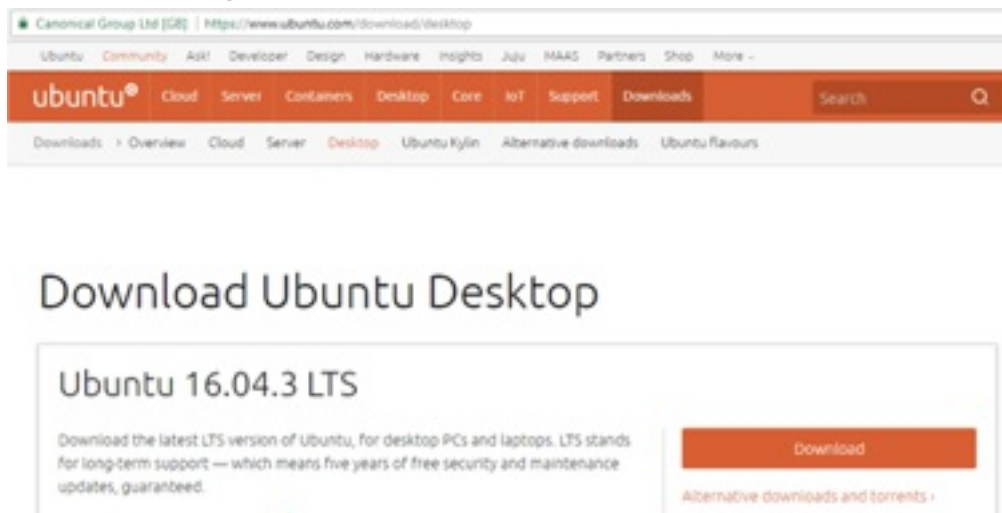 Canonical Group Ltd [GB] | https://www.ubuntu.com/download/desktop
Ubuntu Community Ask! Developer Design Hardware Insights Juju MAAS Partners Shop More
ubuntu® Cloud Server Containers Desktop Core IoT Support Downloads Search
Downloads › Overview Cloud Server Desktop Ubuntu Kylin Alternative downloads Ubuntu flavours
Download Ubuntu Desktop
Ubuntu 16.04.3 LTS
Download the latest LTS version of Ubuntu, for desktop PCs and laptops. LTS stands
for long-term support — which means five years of free security and maintenance
updates, guaranteed.
Download
Alternative downloads and torrents ›